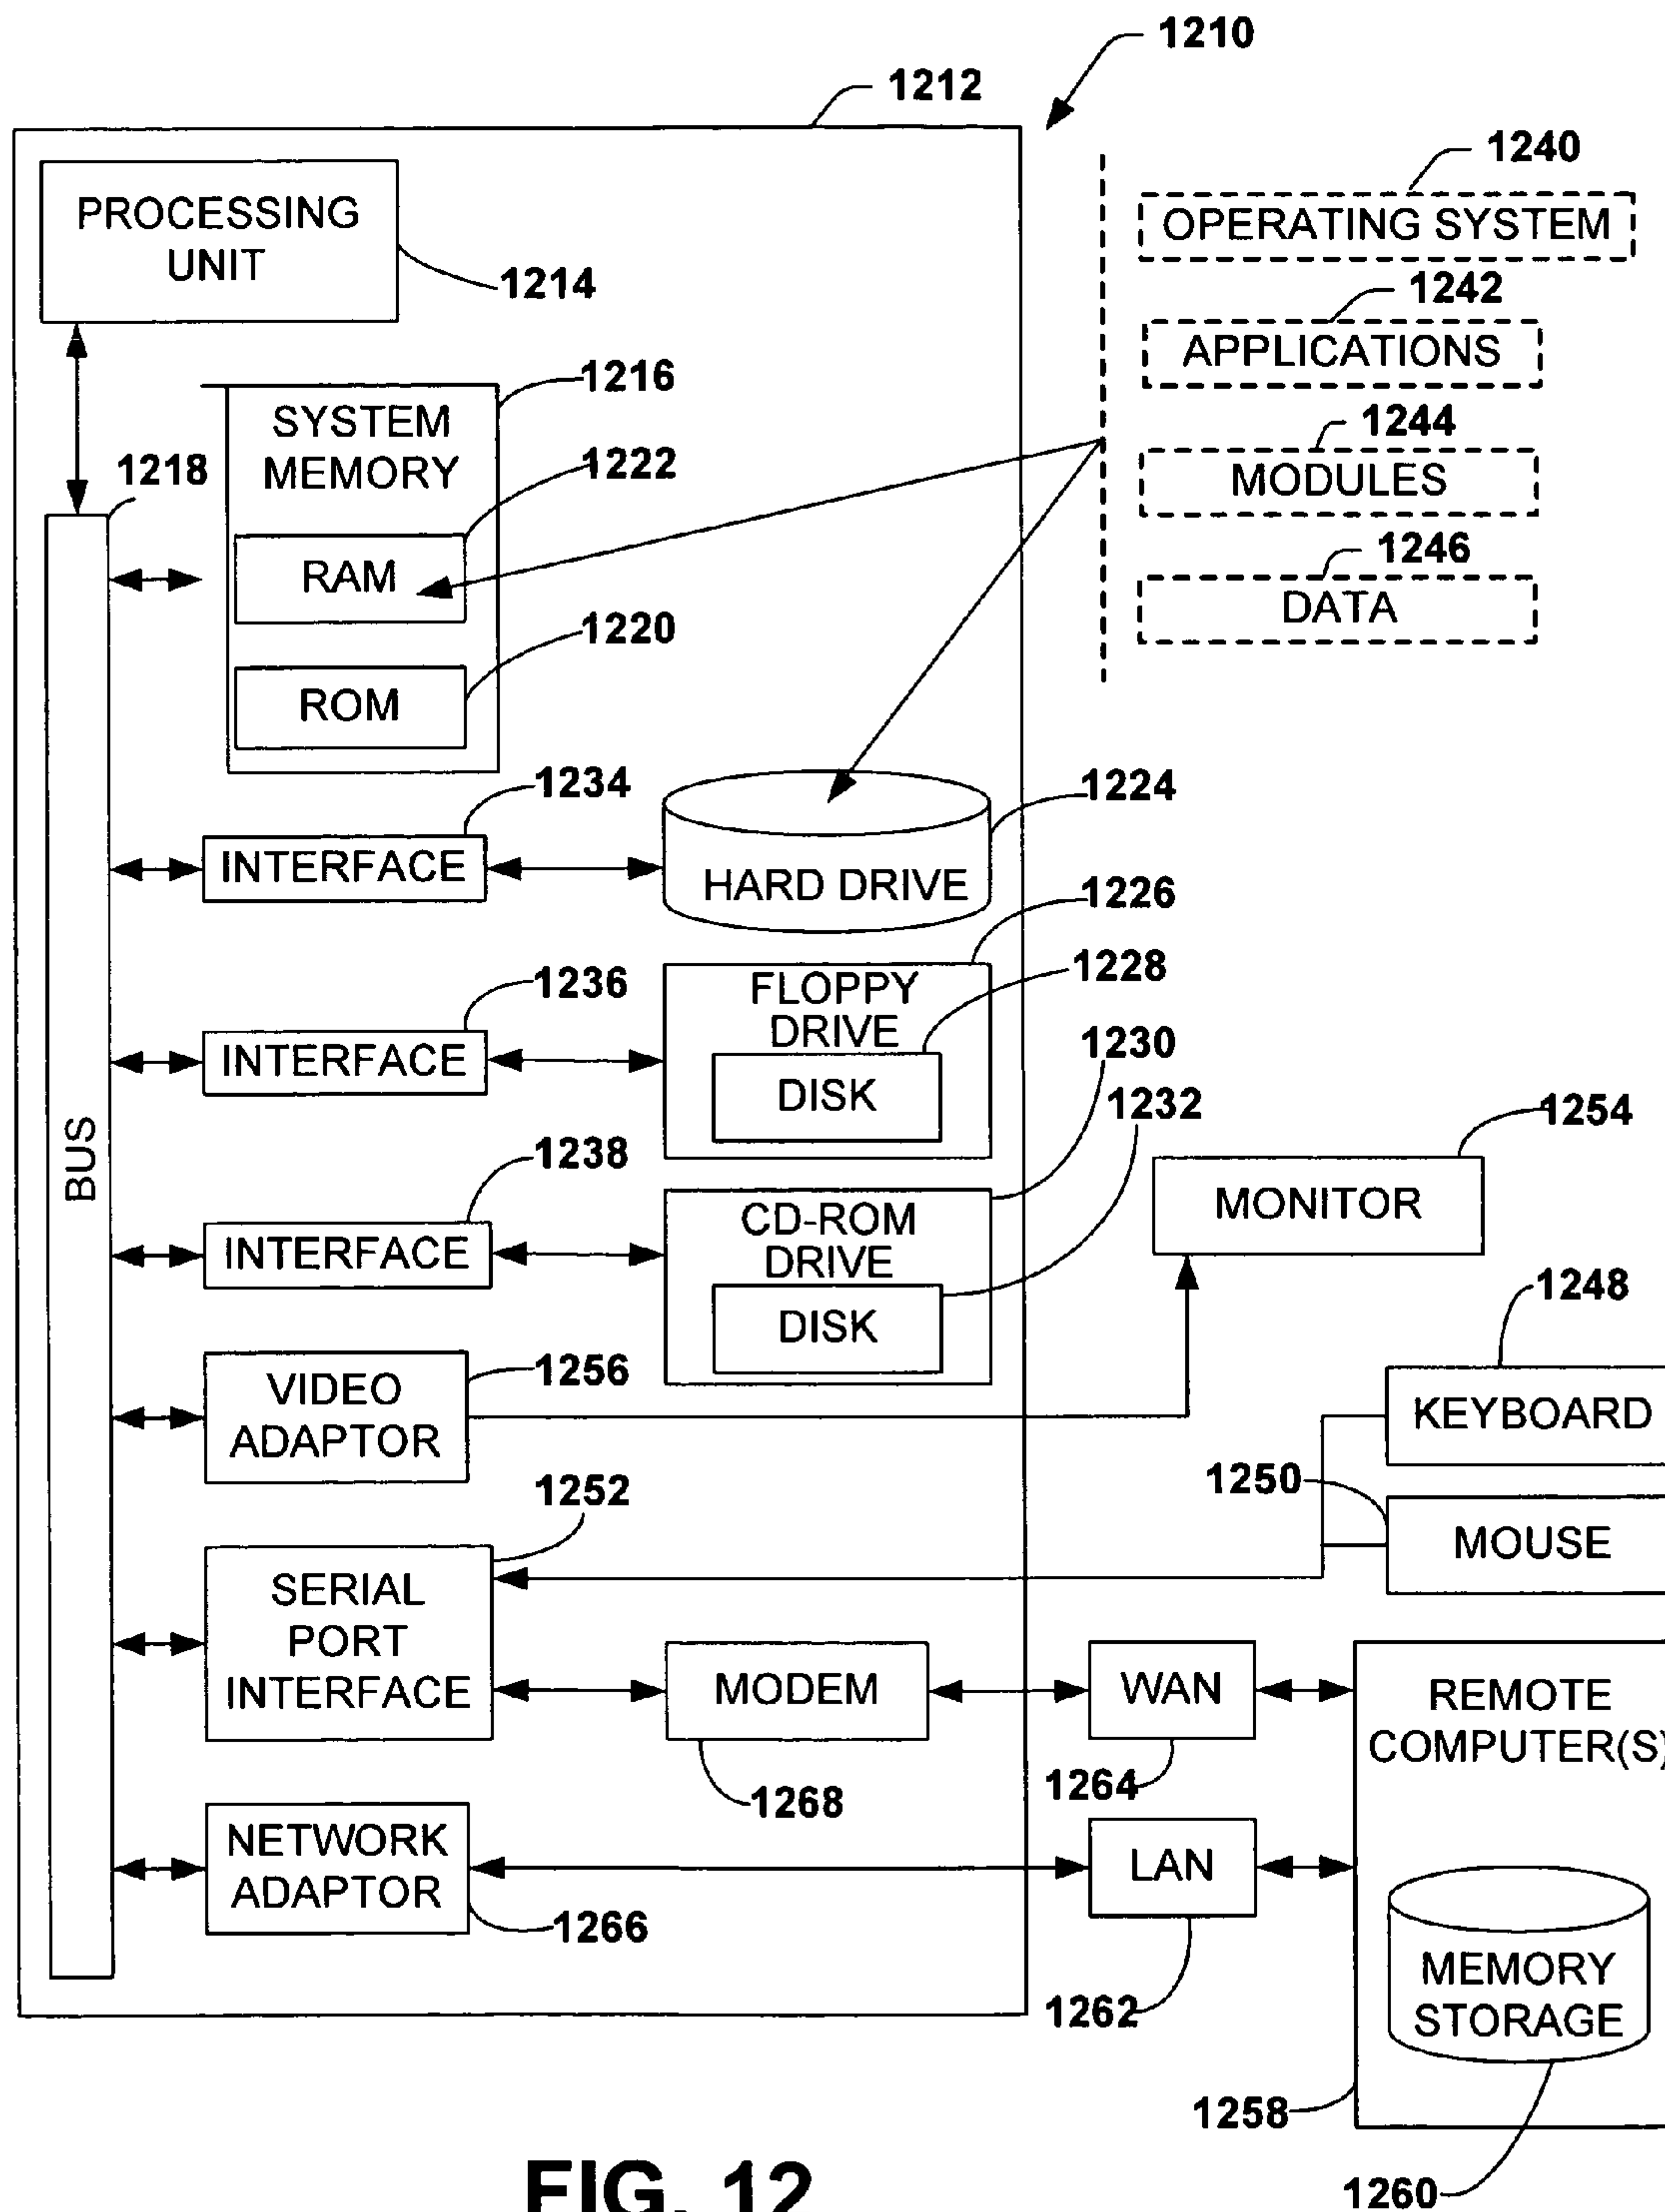 1210
1212
1240
PROCESSING
UNIT
OPERATING SYSTEM
1214
1242
APPLICATIONS
1216
SYSTEM
MEMORY
1244
1218
1222
MODULES
1246
RAM
DATA
1220
ROM
1234
1224
INTERFACE
HARD DRIVE
1226
1236
1228
FLOPPY
DRIVE
1230
INTERFACE
DISK
1232
1254
BUS
1238
MONITOR
CD-ROM
DRIVE
INTERFACE
1248
DISK
1256
VIDEO
ADAPTOR
KEYBOARD
1252
1250
MOUSE
SERIAL
PORT
INTERFACE
MODEM
WAN
REMOTE
COMPUTER(S)
1268
1264
NETWORK
ADAPTOR
LAN
1266
MEMORY
STORAGE
1262
1258
1260
FIG. 12